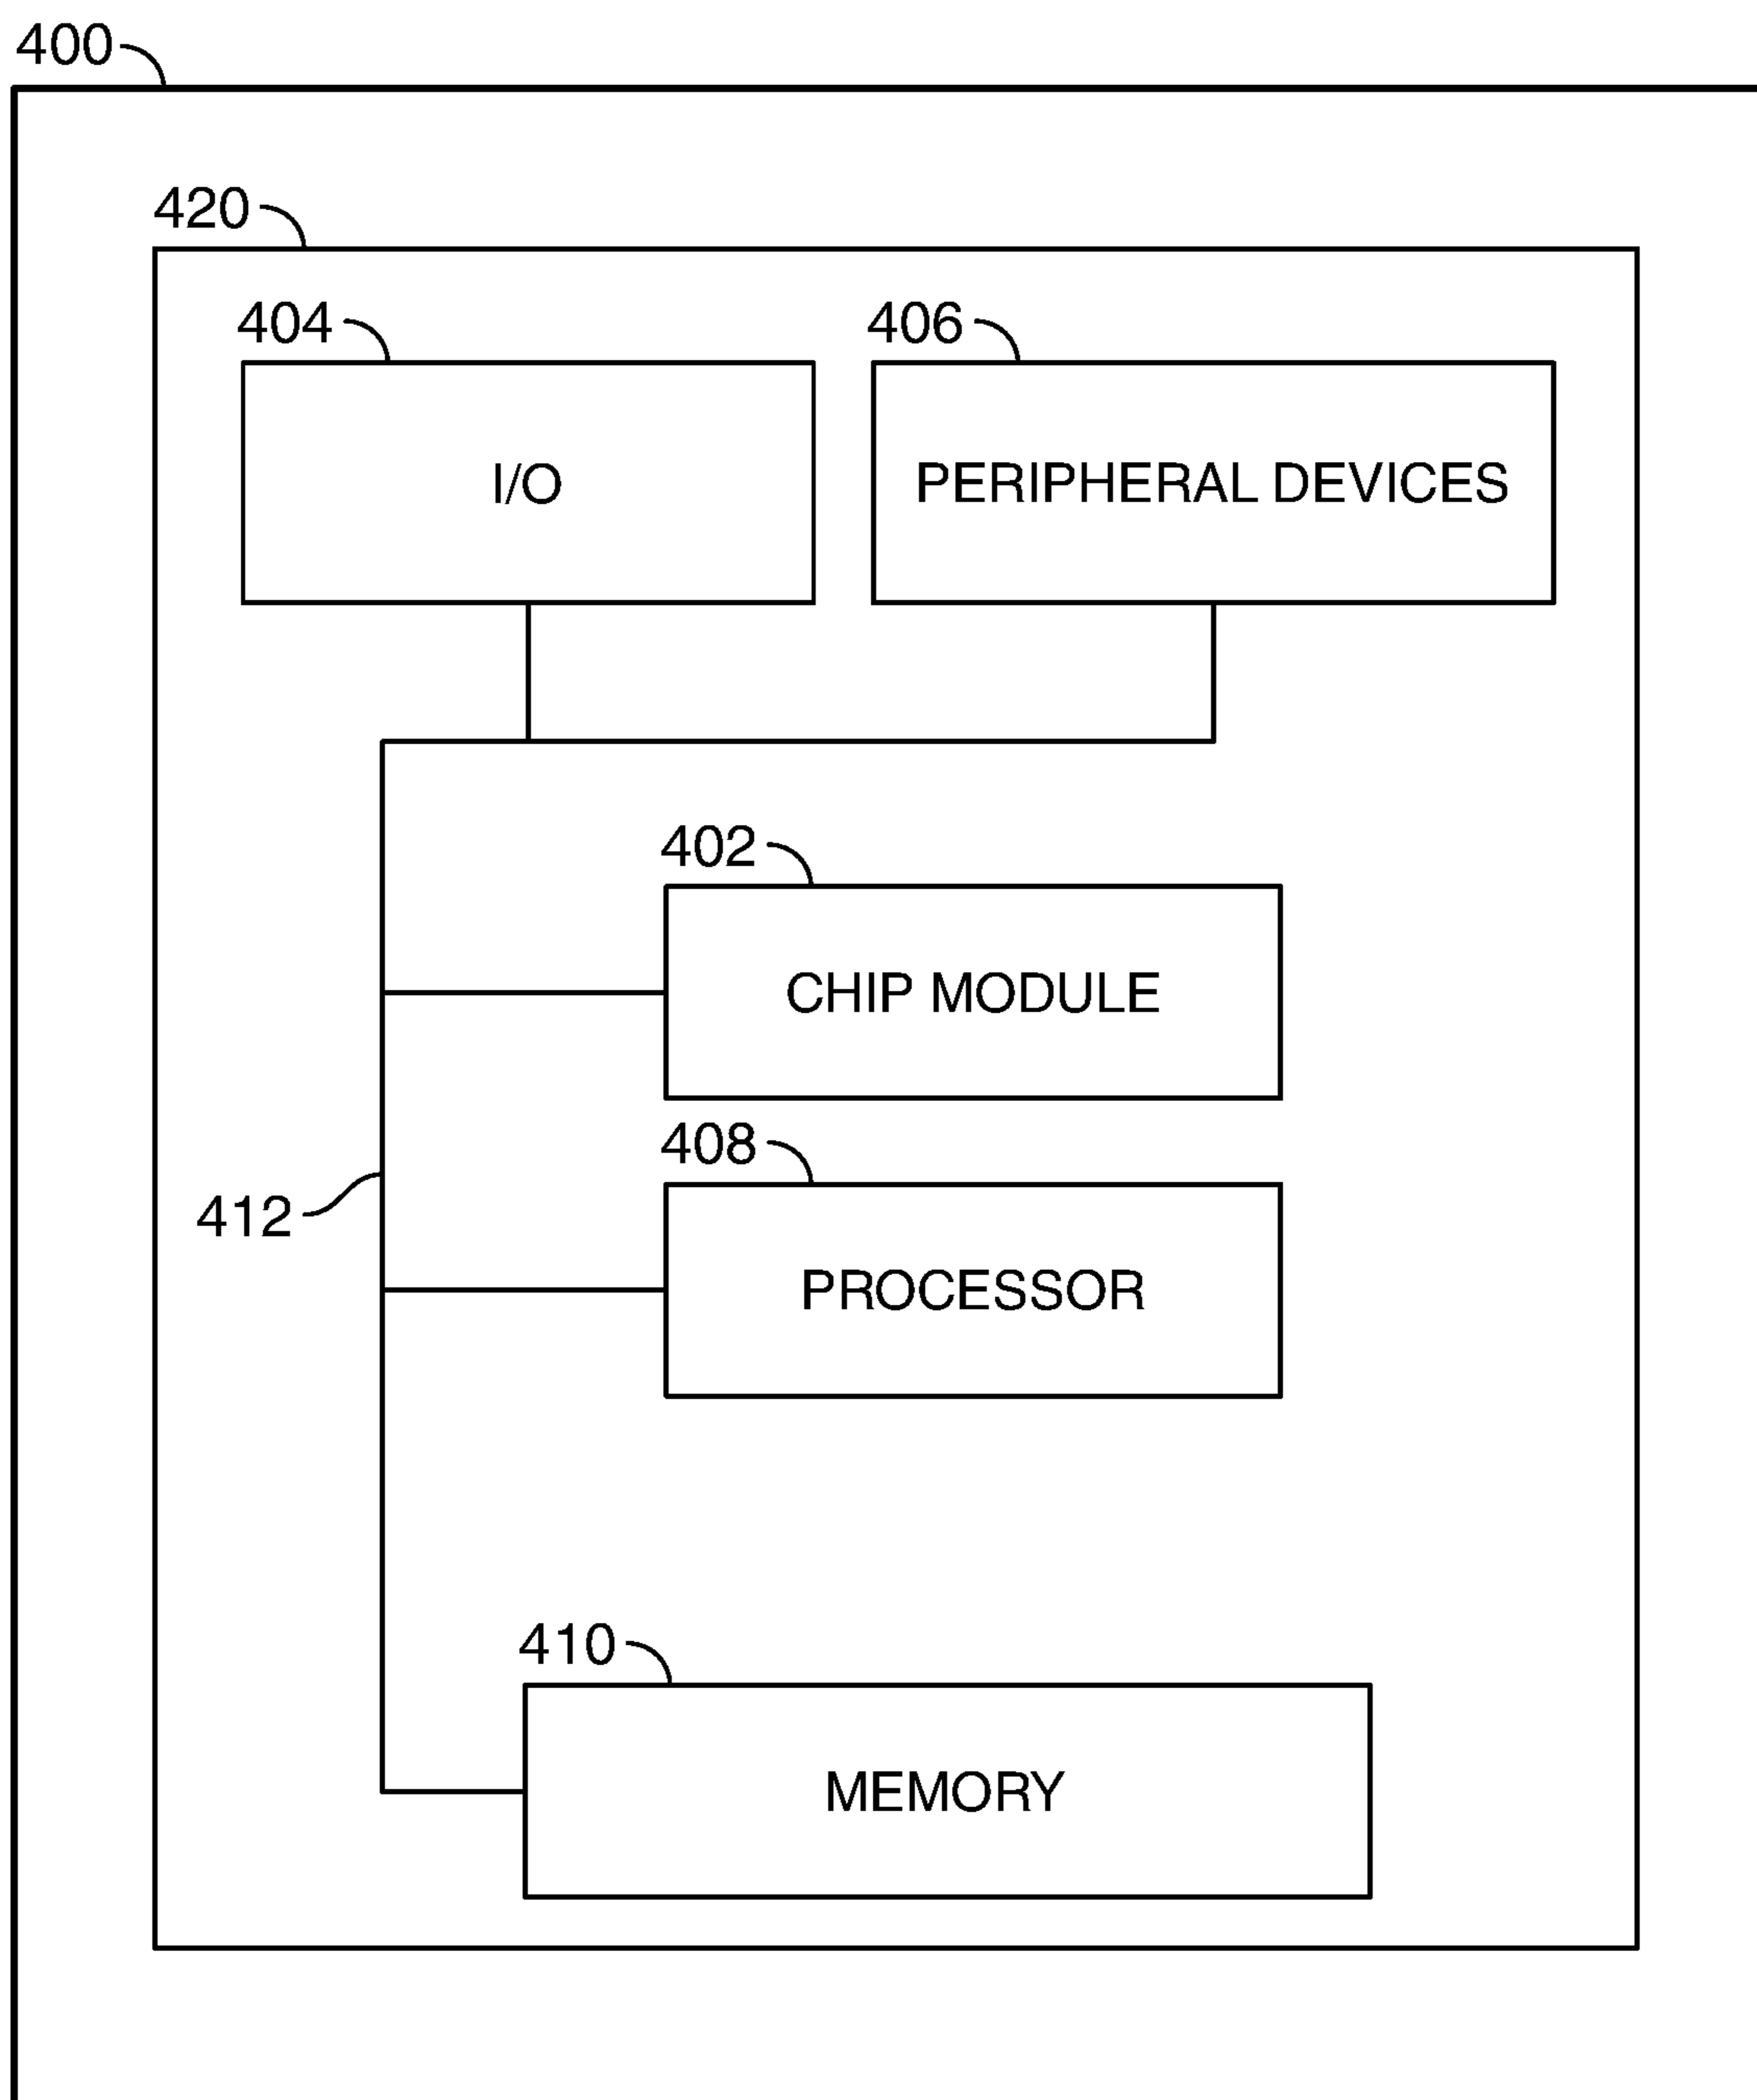 400
420
404
406
I/O
PERIPHERAL DEVICES
402
CHIP MODULE
408
412
PROCESSOR
410
MEMORY